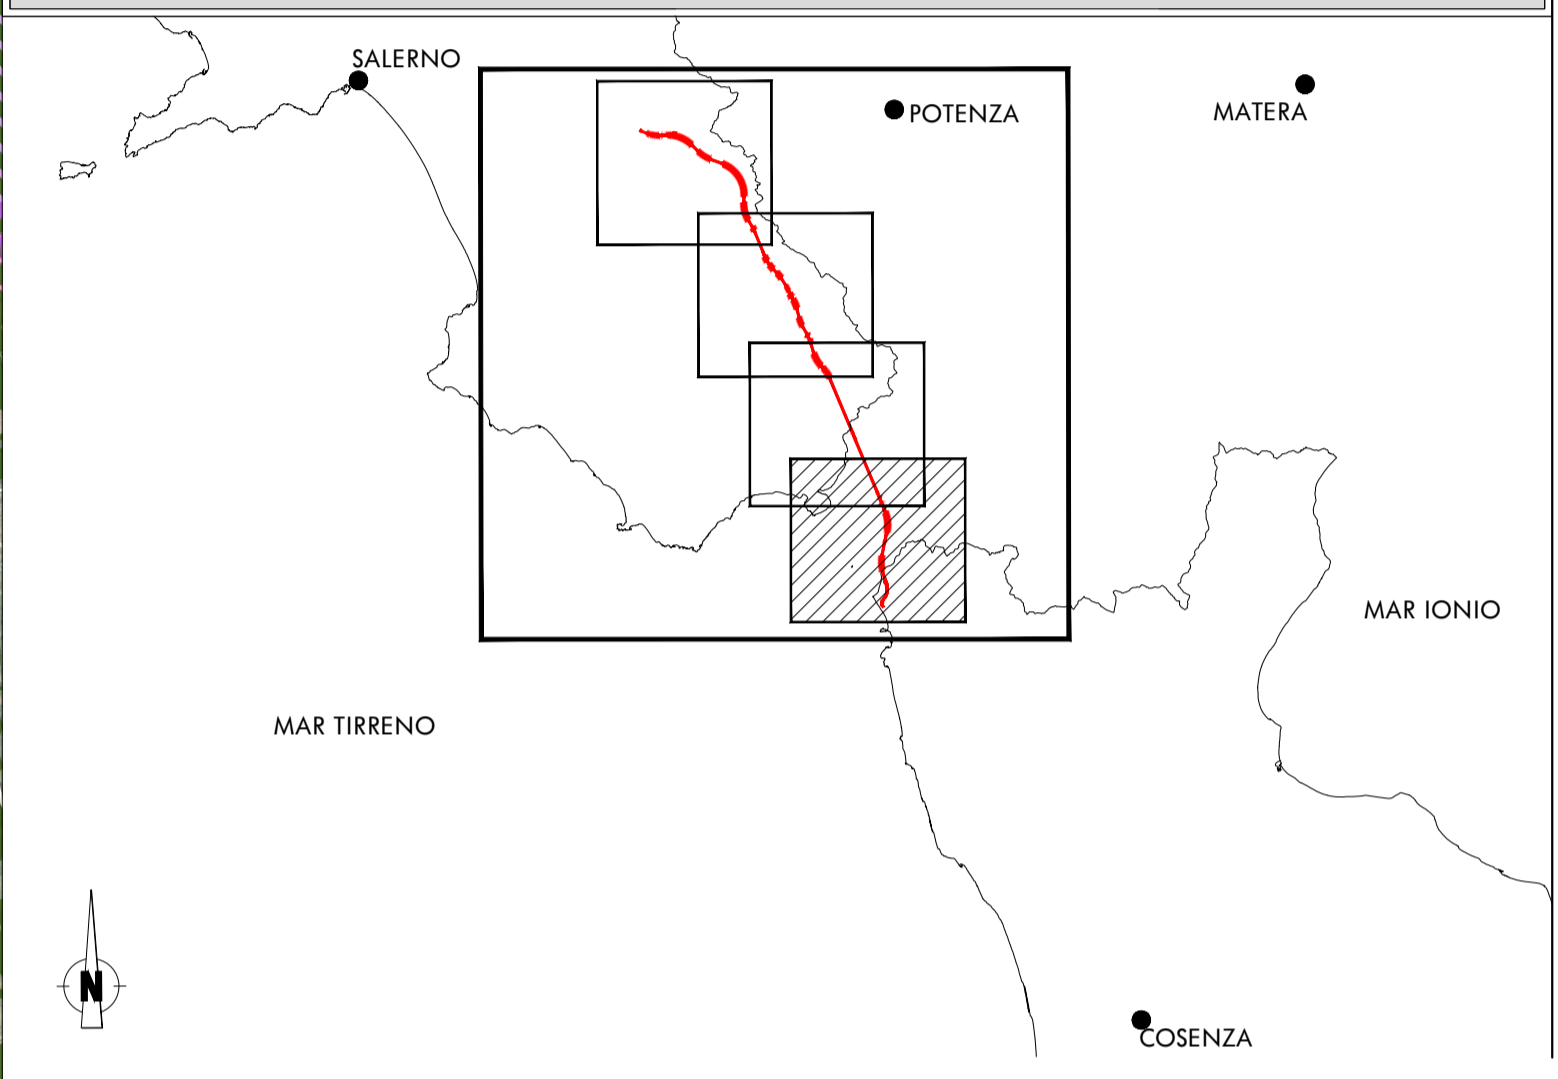 SALERNO
POTENZA
MATERA
MAR IONIO
MAR TIRRENO
N
COSENZA